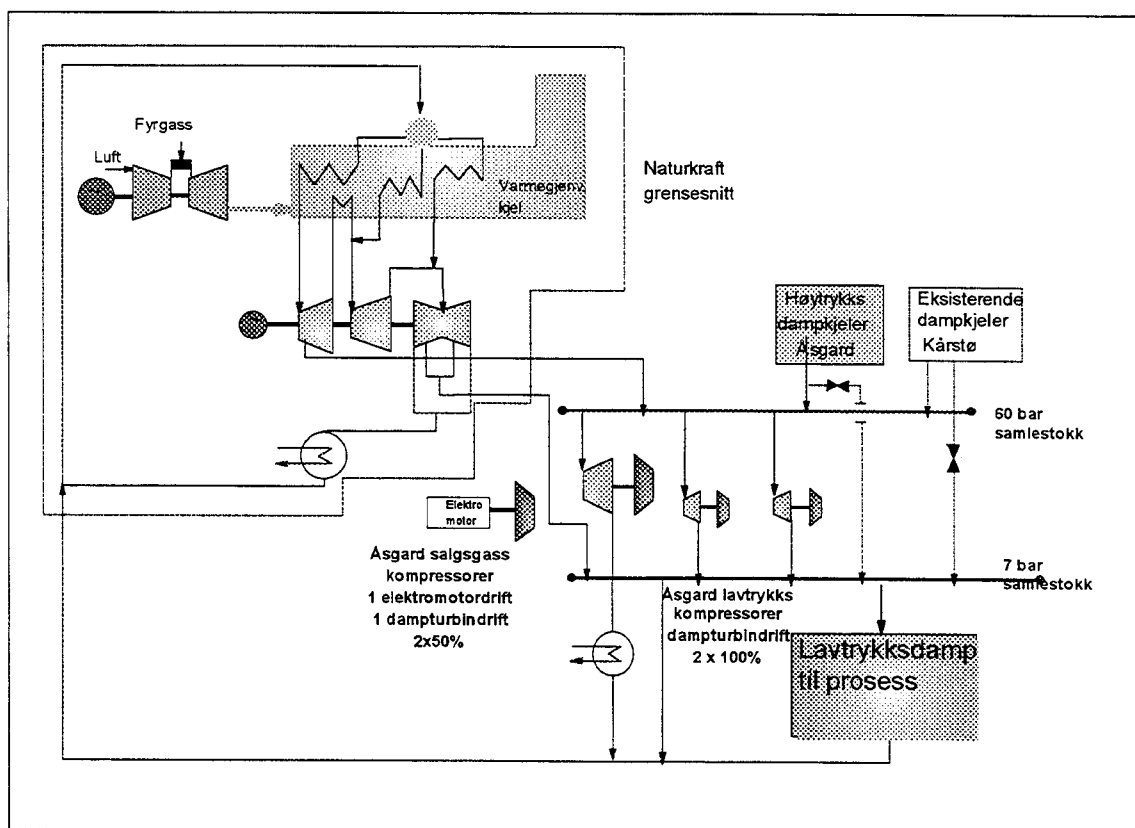 Fyrgass
Luft
Varmegjenv.
kjel
Naturkraft
grensesnitt
Høytrykks
dampkjeler
Åsgard
Eksisterende
dampkjeler
Kårstø
60 bar
samlestokk
Elektro
motor
Åsgard salgsgass
kompressorer
1 elektromotordrift
1 dampturbindrift
2x50%
Åsgard lavtrykks
kompressorer
dampturbindrift
2 x 100%
7 bar
samlestokk
Lavtrykksdamp
til prosess